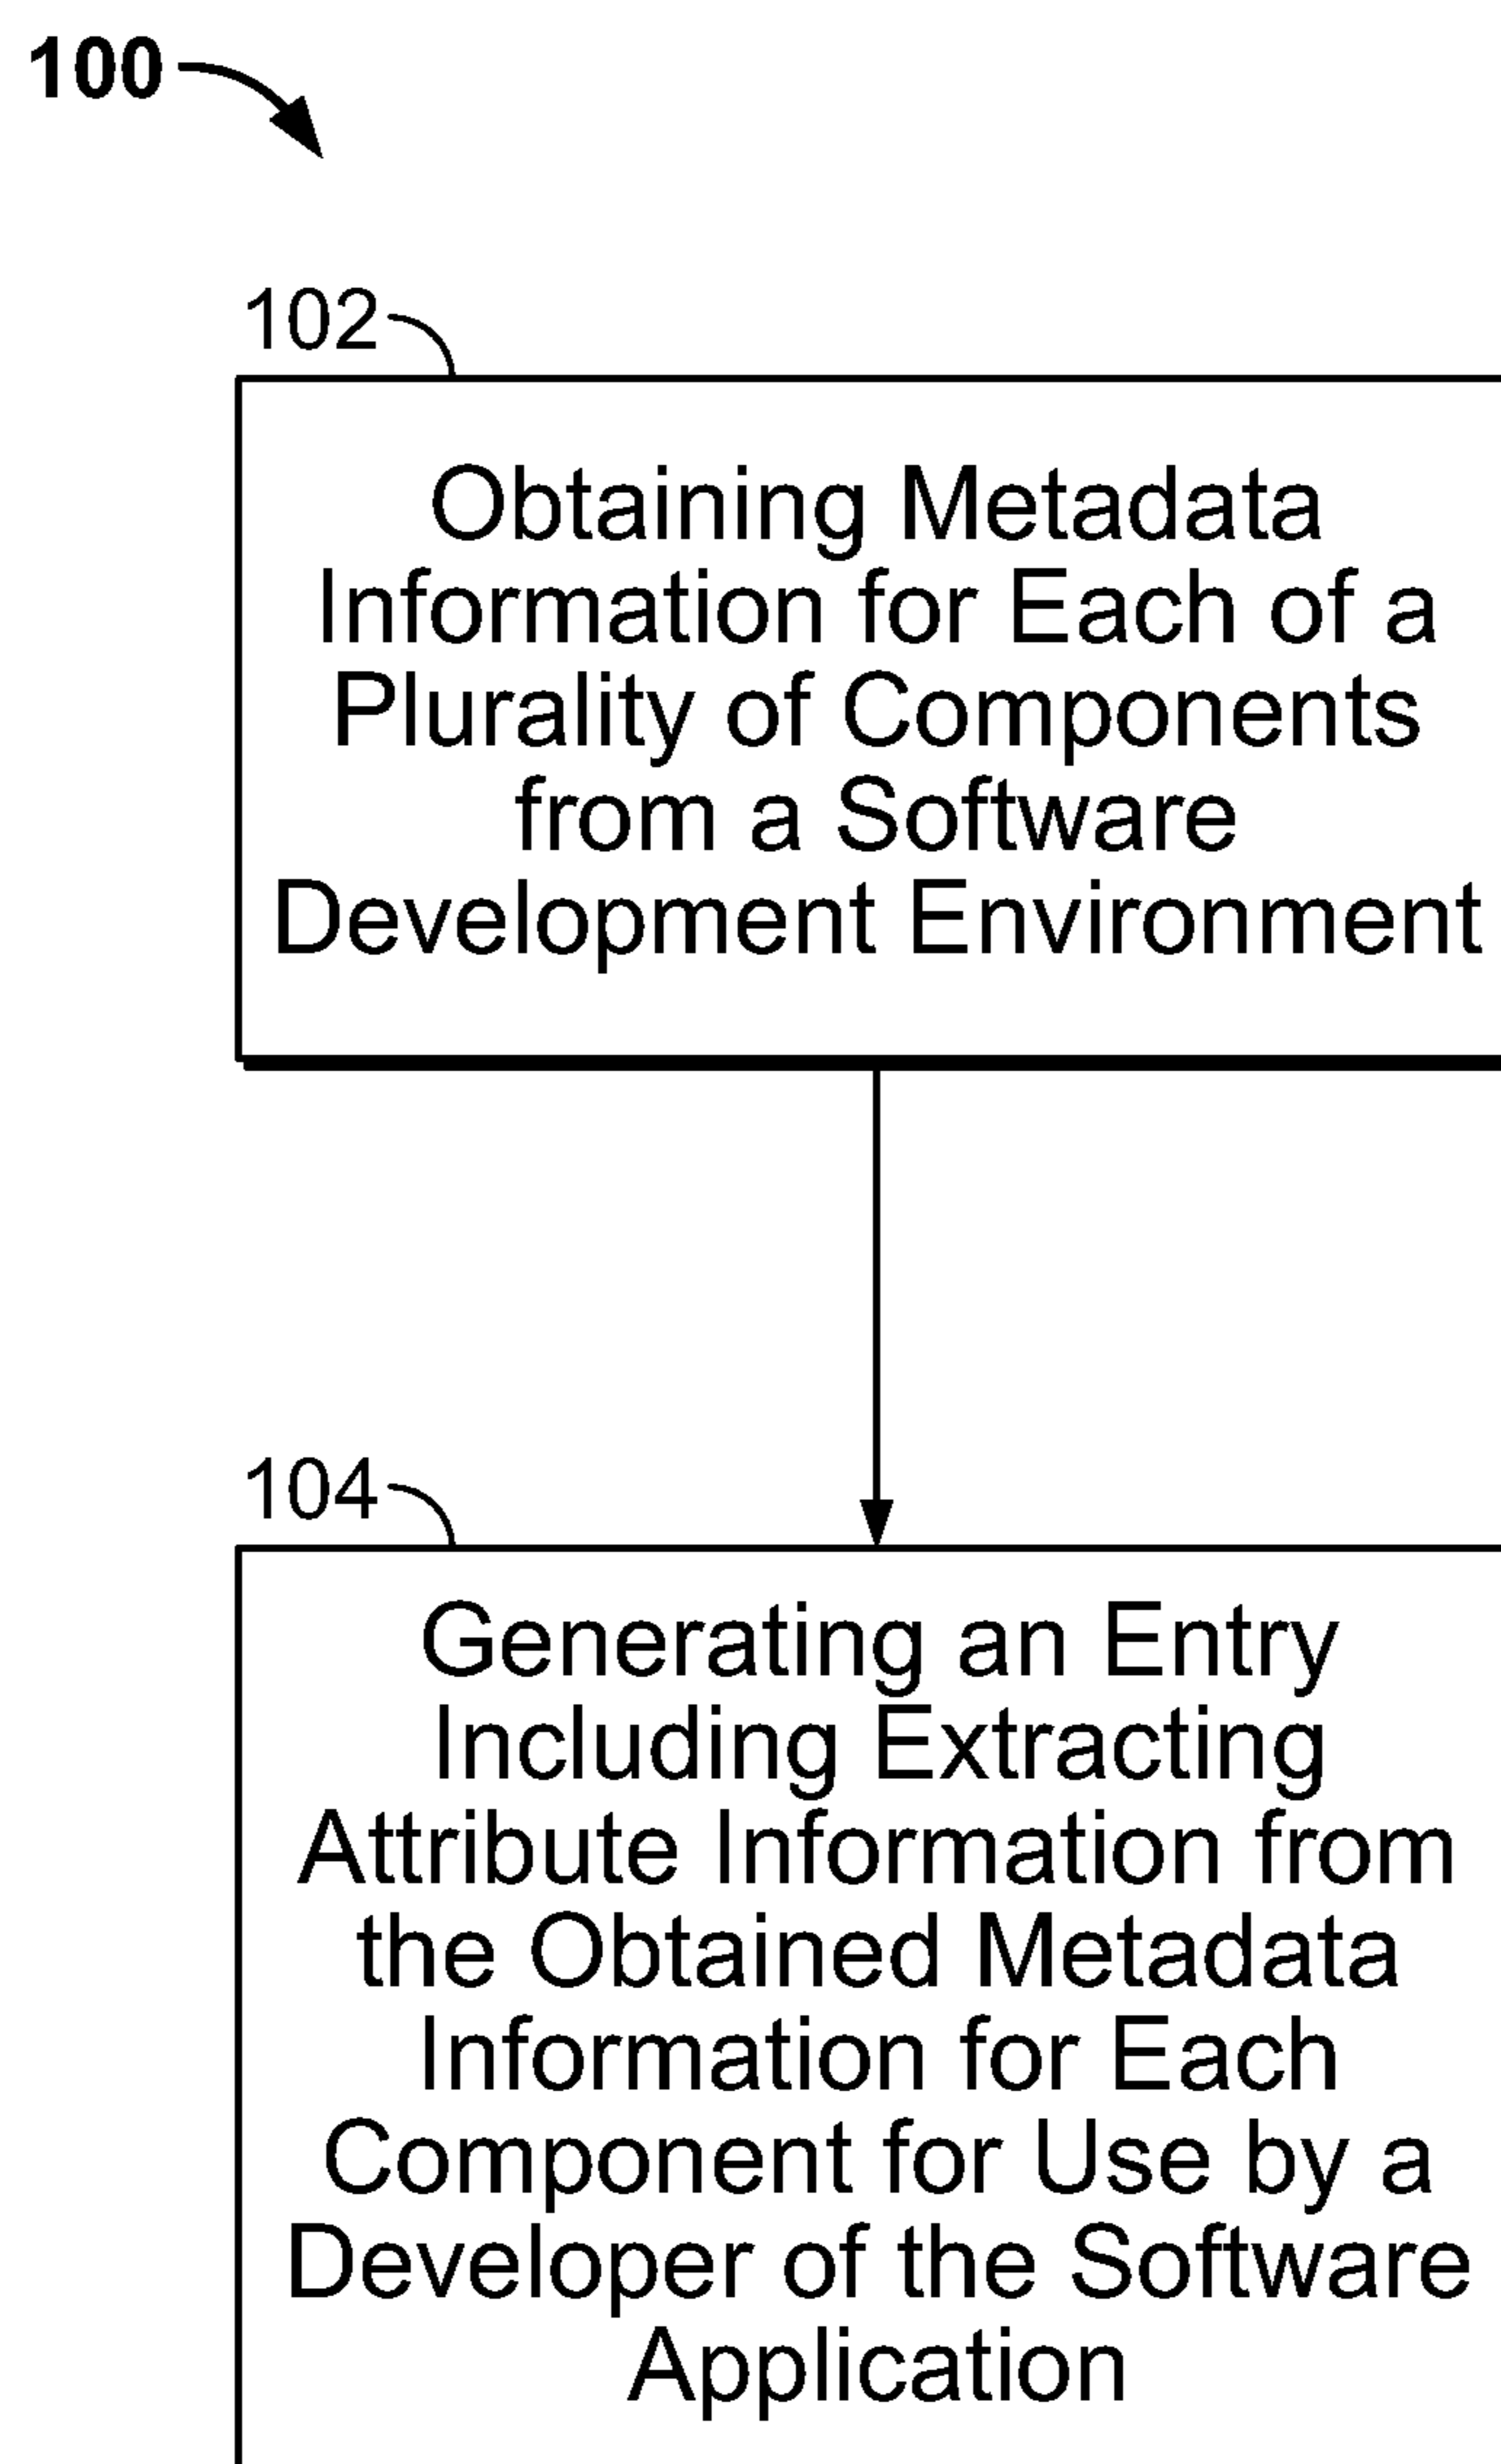 100
102
Obtaining Metadata
Information for Each of a
Plurality of Components
from a Software
Development Environment
104
Generating an Entry
Including Extracting
Attribute Information from
the Obtained Metadata
Information for Each
Component for Use by a
Developer of the Software
Application